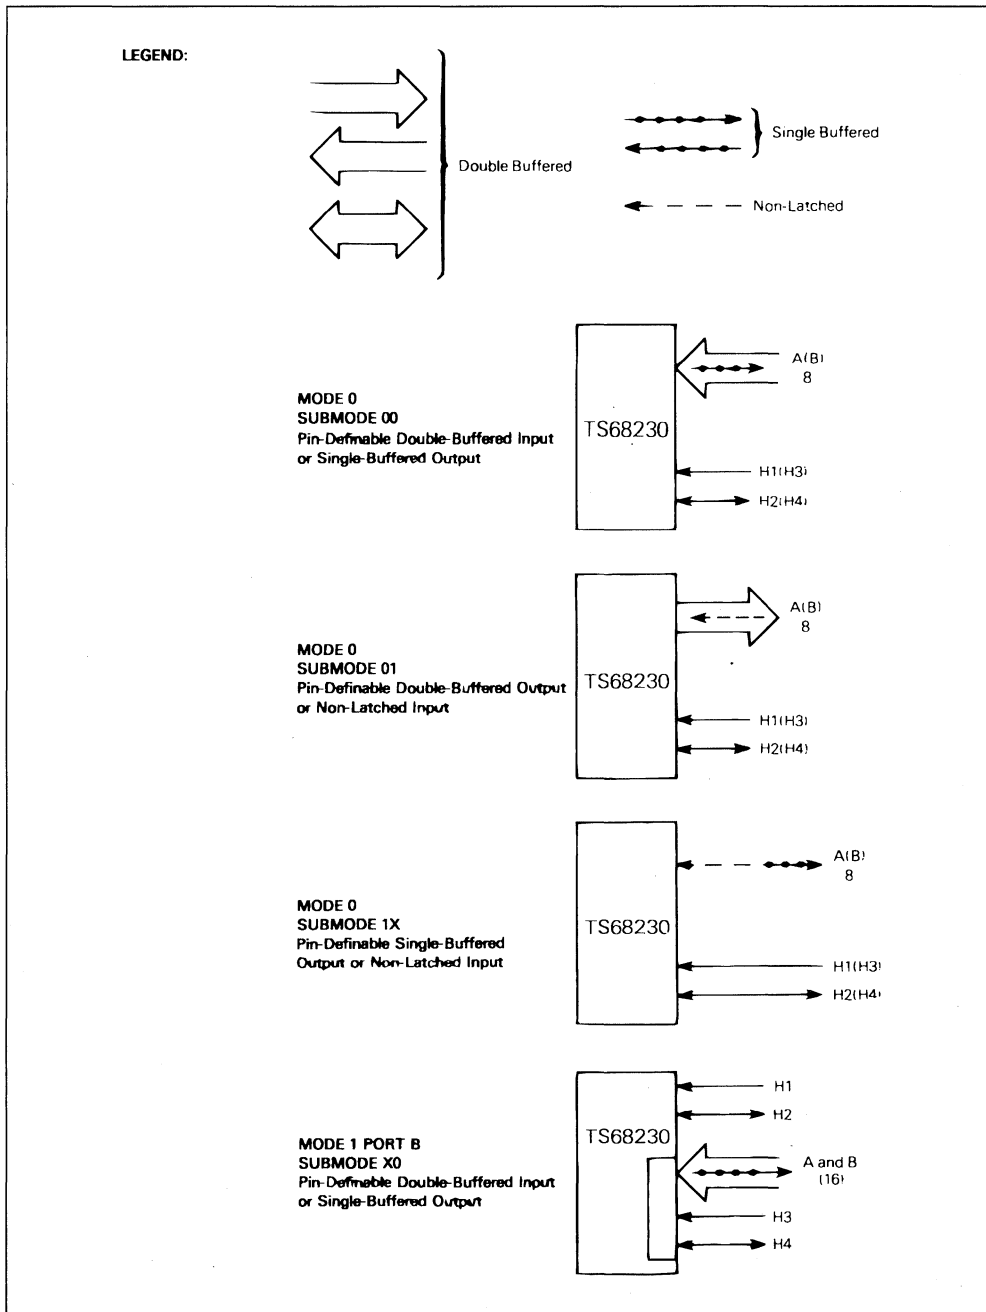 LEGEND:
Double Buffered
Single Buffered
Non-Latched
MODE 0
SUBMODE 00
Pin-Definable Double-Buffered Input
or Single-Buffered Output
TS68230
A(B)
8
H1(H3)
H2(H4)
MODE 0
SUBMODE 01
Pin-Definable Double-Buffered Output
or Non-Latched Input
TS68230
A(B)
8
H1(H3)
H2(H4)
MODE 0
SUBMODE 1X
Pin-Definable Single-Buffered
Output or Non-Latched Input
TS68230
A(B)
8
H1(H3)
H2(H4)
MODE 1 PORT B
SUBMODE X0
Pin-Definable Double-Buffered Input
or Single-Buffered Output
TS68230
H1
H2
A and B
(16)
H3
H4